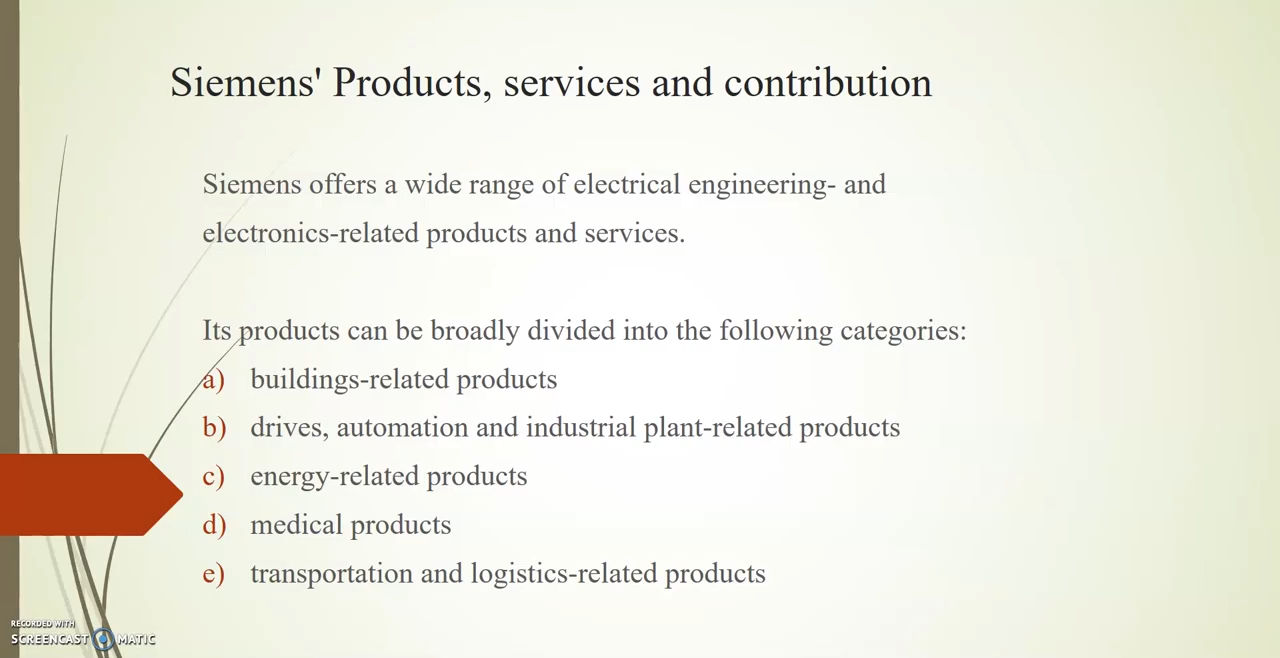 Siemens' Products, services and contribution
Siemens offers a wide range of electrical engineering- and
electronics-related products and services.
Its products can be broadly divided into the following categories:
a) buildings-related products
b) drives, automation and industrial plant-related products
c) energy-related products
d) medical products
e) transportation and logistics-related products
RECORDED WITH
SCREENCAST MATIC